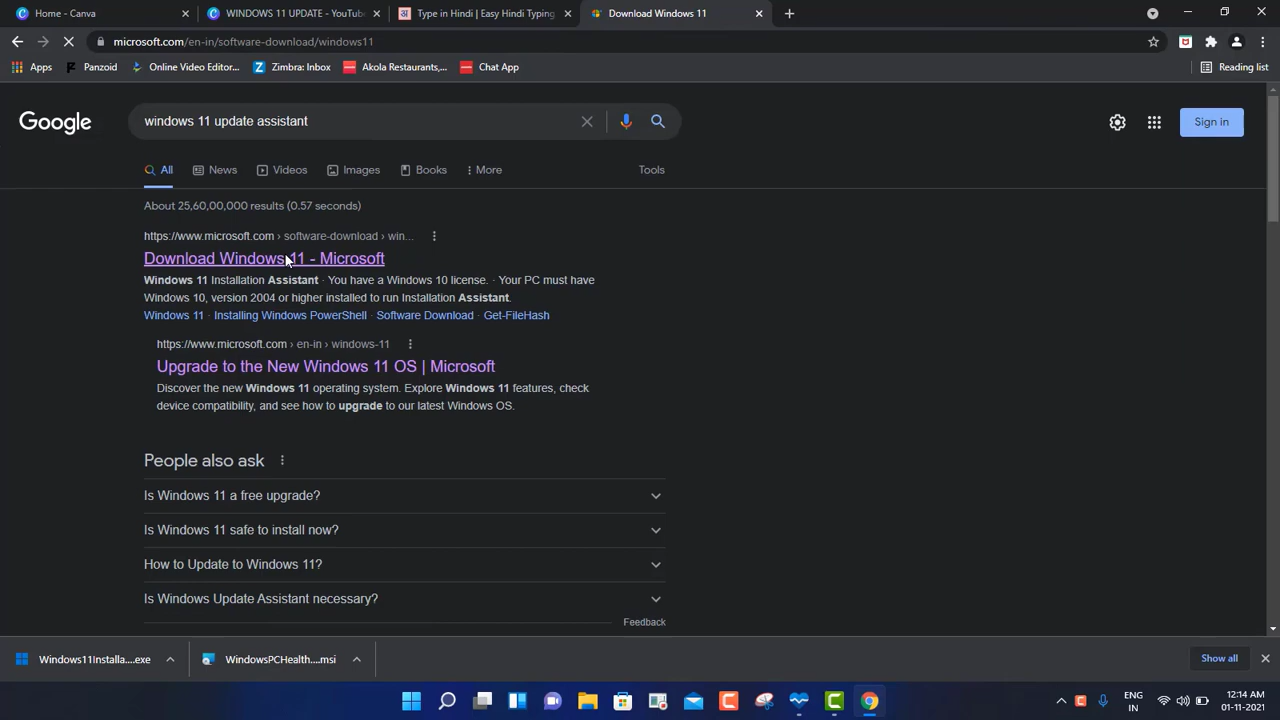 Home - Canva
WINDOWS 11 UPDATE - YouTub
Type in Hindi | Easy Hindi Typing
Download Windows 11
microsoft.com/en-in/software-download/windows11
Apps
Panzoid
Online Video Editor...
Zimbra: Inbox
Akola Restaurants,...
Chat App
Reading list
Google
windows 11 update assistant
Sign in
All
News
Videos
Images
Books
More
Tools
About 25,60,00,000 results (0.57 seconds)
https://www.microsoft.com › software-download › win...
Download Windows 11 - Microsoft
Windows 11 Installation Assistant · You have a Windows 10 license. · Your PC must have
Windows 10, version 2004 or higher installed to run Installation Assistant.
Windows 11 · Installing Windows PowerShell · Software Download · Get-FileHash
https://www.microsoft.com › en-in › windows-11
Upgrade to the New Windows 11 OS | Microsoft
Discover the new Windows 11 operating system. Explore Windows 11 features, check
device compatibility, and see how to upgrade to our latest Windows OS.
People also ask
Is Windows 11 a free upgrade?
Is Windows 11 safe to install now?
How to Update to Windows 11?
Is Windows Update Assistant necessary?
Feedback
Windows11Installa....exe
WindowsPCHealth....msi
Show all
ENG
IN
12:14 AM
01-11-2021